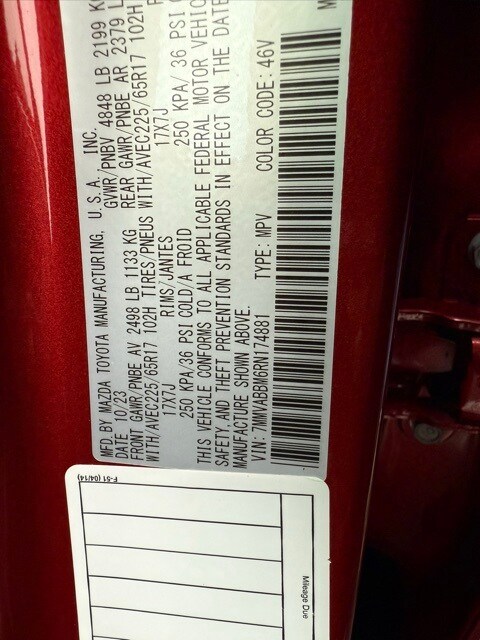 MFD. BY MAZDA TOYOTA MANUFACTURING, U.S.A. INC.
DATE 10/23 GVWR/PNBV 4848 LB 2199 KG
FRONT GAWR/PNBE AV 2498 LB 1133 KG REAR GAWR/PNBE AR 2379 L
WITH/AVEC225/65R17 102H TIRES/PNEUS WITH/AVEC225/65R17 102H
17X7J RIMS/JANTES 17X7J
250 KPA/36 PSI COLD/A FROID 250 KPA/ 36 PSI
THIS VEHICLE CONFORMS TO ALL APPLICABLE FEDERAL MOTOR VEHIC
SAFETY, AND THEFT PREVENTION STANDARDS IN EFFECT ON THE DATE
MANUFACTURE SHOWN ABOVE.
VIN: 7MMVABBM6RN174881 TYPE: MPV COLOR CODE: 46V
F-51 (04/14)
Mileage Due